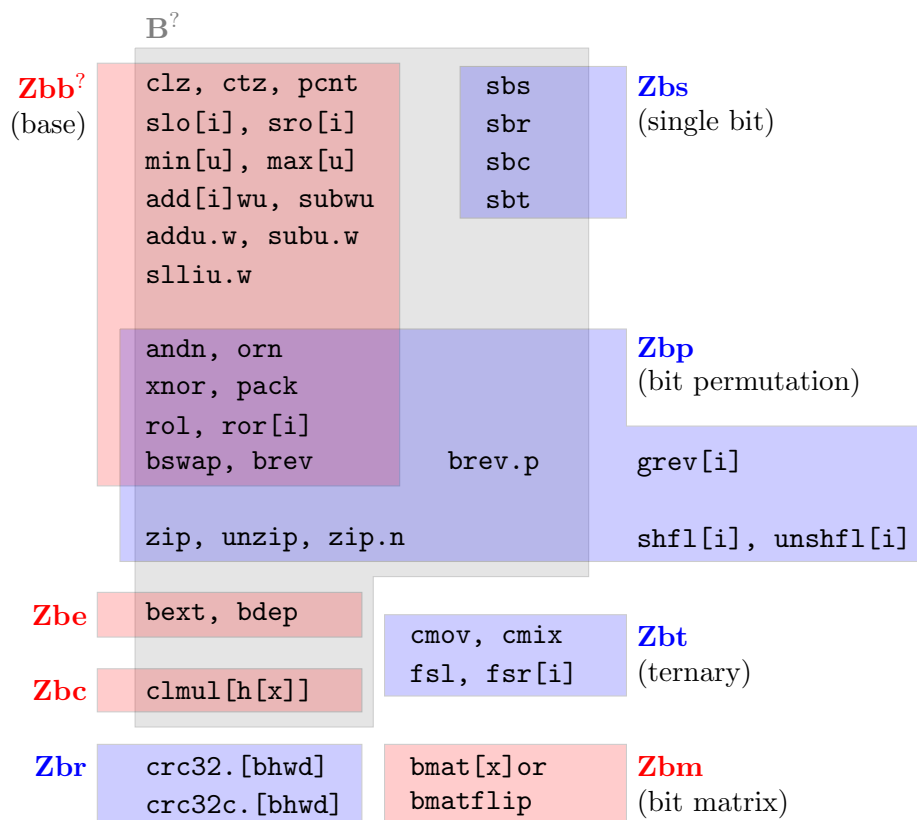 B?
Zbb?
(base)
clz, ctz, pcnt
slo[i], sro[i]
min[u], max[u]
add[i]wu, subwu
addu.w, subu.w
slliu.w
sbs
sbr
sbc
sbt
Zbs
(single bit)
andn, orn
xnor, pack
rol, ror[i]
bswap, brev
brev.p
grev[i]
zip, unzip, zip.n
shfl[i], unshfl[i]
Zbp
(bit permutation)
Zbe
bext, bdep
Zbc
clmul[h[x]]
cmov, cmix
fsl, fsr[i]
Zbt
(ternary)
Zbr
crc32.[bhwd]
crc32c.[bhwd]
bmat[x]or
bmatflip
Zbm
(bit matrix)